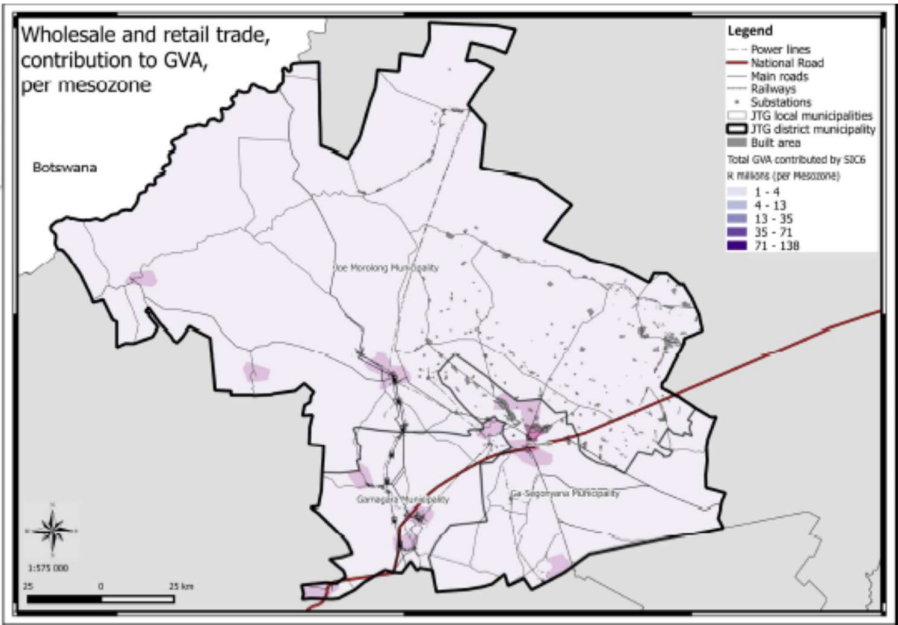 Wholesale and retail trade,
contribution to GVA,
per mesozone
Botswana
Legend
Power lines
National Road
Main roads
Railways
Substations
JTG local municipalities
JTG district municipality
Built area
Total GVA contributed by SIC6
R millions (per Mesozone)
1 - 4
4 - 13
13 - 35
35 - 71
71 - 138
Joe Morolong Municipality
Gamagara Municipality
Ga-Segonyana Municipality
1:575 000
25 0 25 km